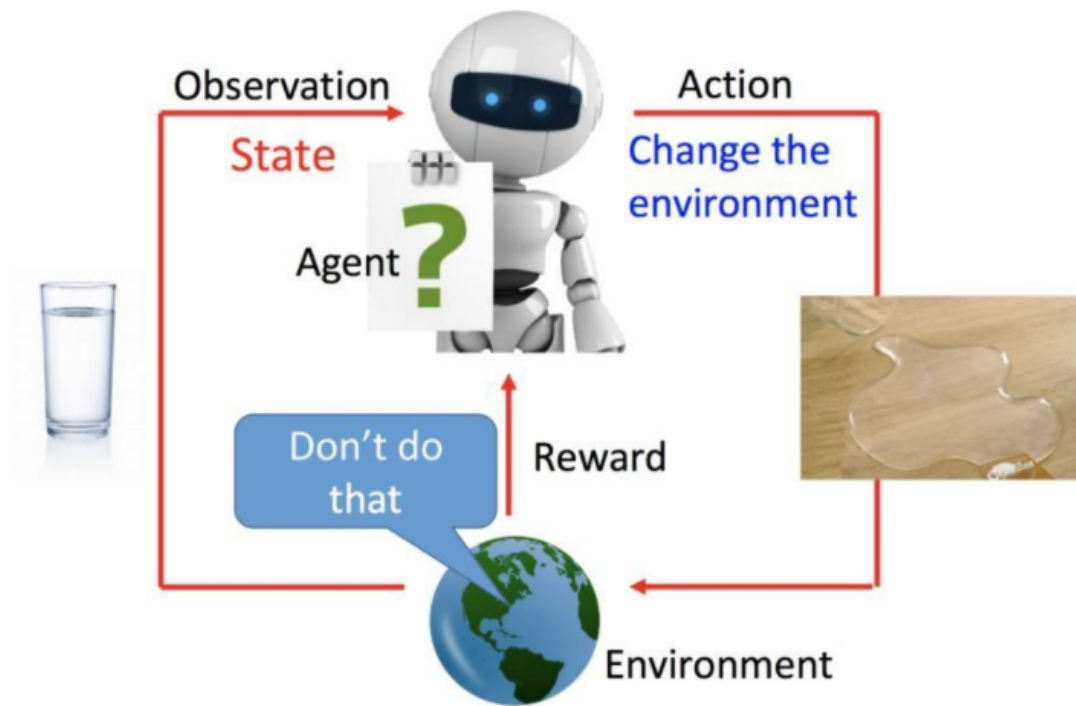 Observation
Action
State
Change the
environment
Agent
?
Don't do
that
Reward
Environment